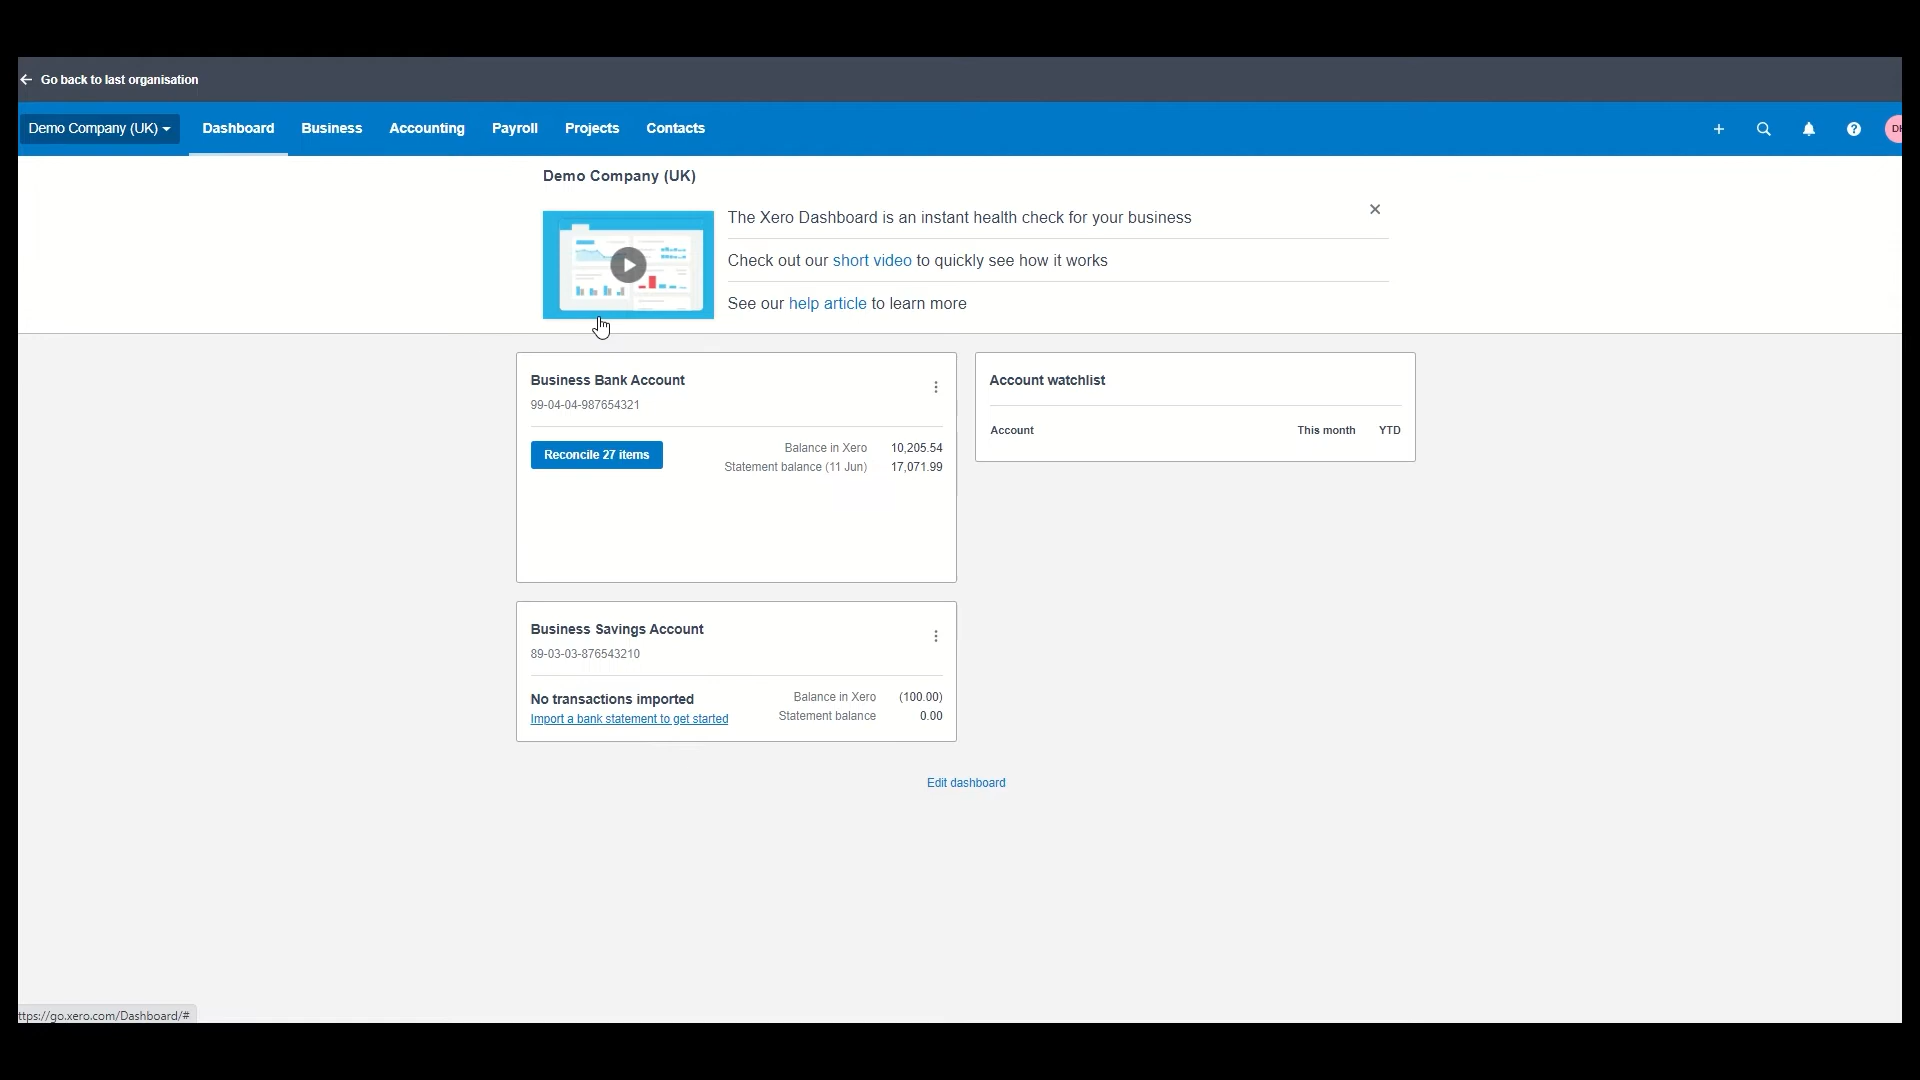 Go back to last organisation
Demo Company (UK) Dashboard Business Accounting Payroll Projects Contacts
Demo Company (UK)
The Xero Dashboard is an instant health check for your business
Check out our short video to quickly see how it works
See our help article to learn more
Business Bank Account
99-04-04-987654321
Reconcile 27 items
Balance in Xero 10,205.54
Statement balance (11 Jun) 17,071.99
Account watchlist
Account This month YTD
Business Savings Account
89-03-03-876543210
No transactions imported
Import a bank statement to get started
Balance in Xero (100.00)
Statement balance 0.00
Edit dashboard
ttps://go.xero.com/Dashboard/#